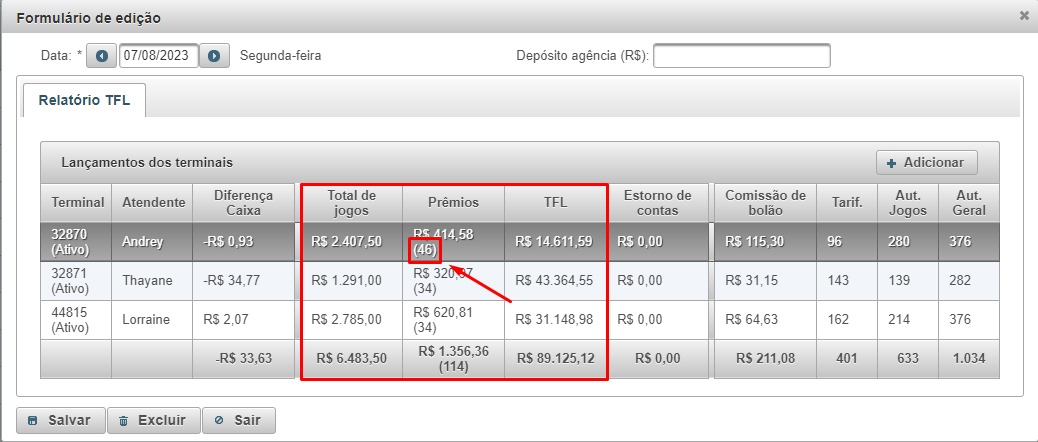 Formulário de edição
Data: * 07/08/2023 Segunda-feira Depósito agência (R$):
Relatório TFL
Lançamentos dos terminais Adicionar
Terminal Atendente Diferença Caixa Total de jogos Prêmios TFL Estorno de contas Comissão de bolão Tarif. Aut. Jogos Aut. Geral
32870 (Ativo) Andrey -R$ 0,93 R$ 2.407,50 R$ 414,58 (46) R$ 14.611,59 R$ 0,00 R$ 115,30 96 280 376
32871 (Ativo) Thayane -R$ 34,77 R$ 1.291,00 R$ (34) R$ 43.364,55 R$ 0,00 R$ 31,15 143 139 282
44815 (Ativo) Lorraine R$ 2,07 R$ 2.785,00 R$ 620,81 (34) R$ 31.148,98 R$ 0,00 R$ 64,63 162 214 376
-R$ 33,63 R$ 6.483,50 R$ 1.356,36 (114) R$ 89.125,12 R$ 0,00 R$ 211,08 401 633 1.034
Salvar Excluir Sair